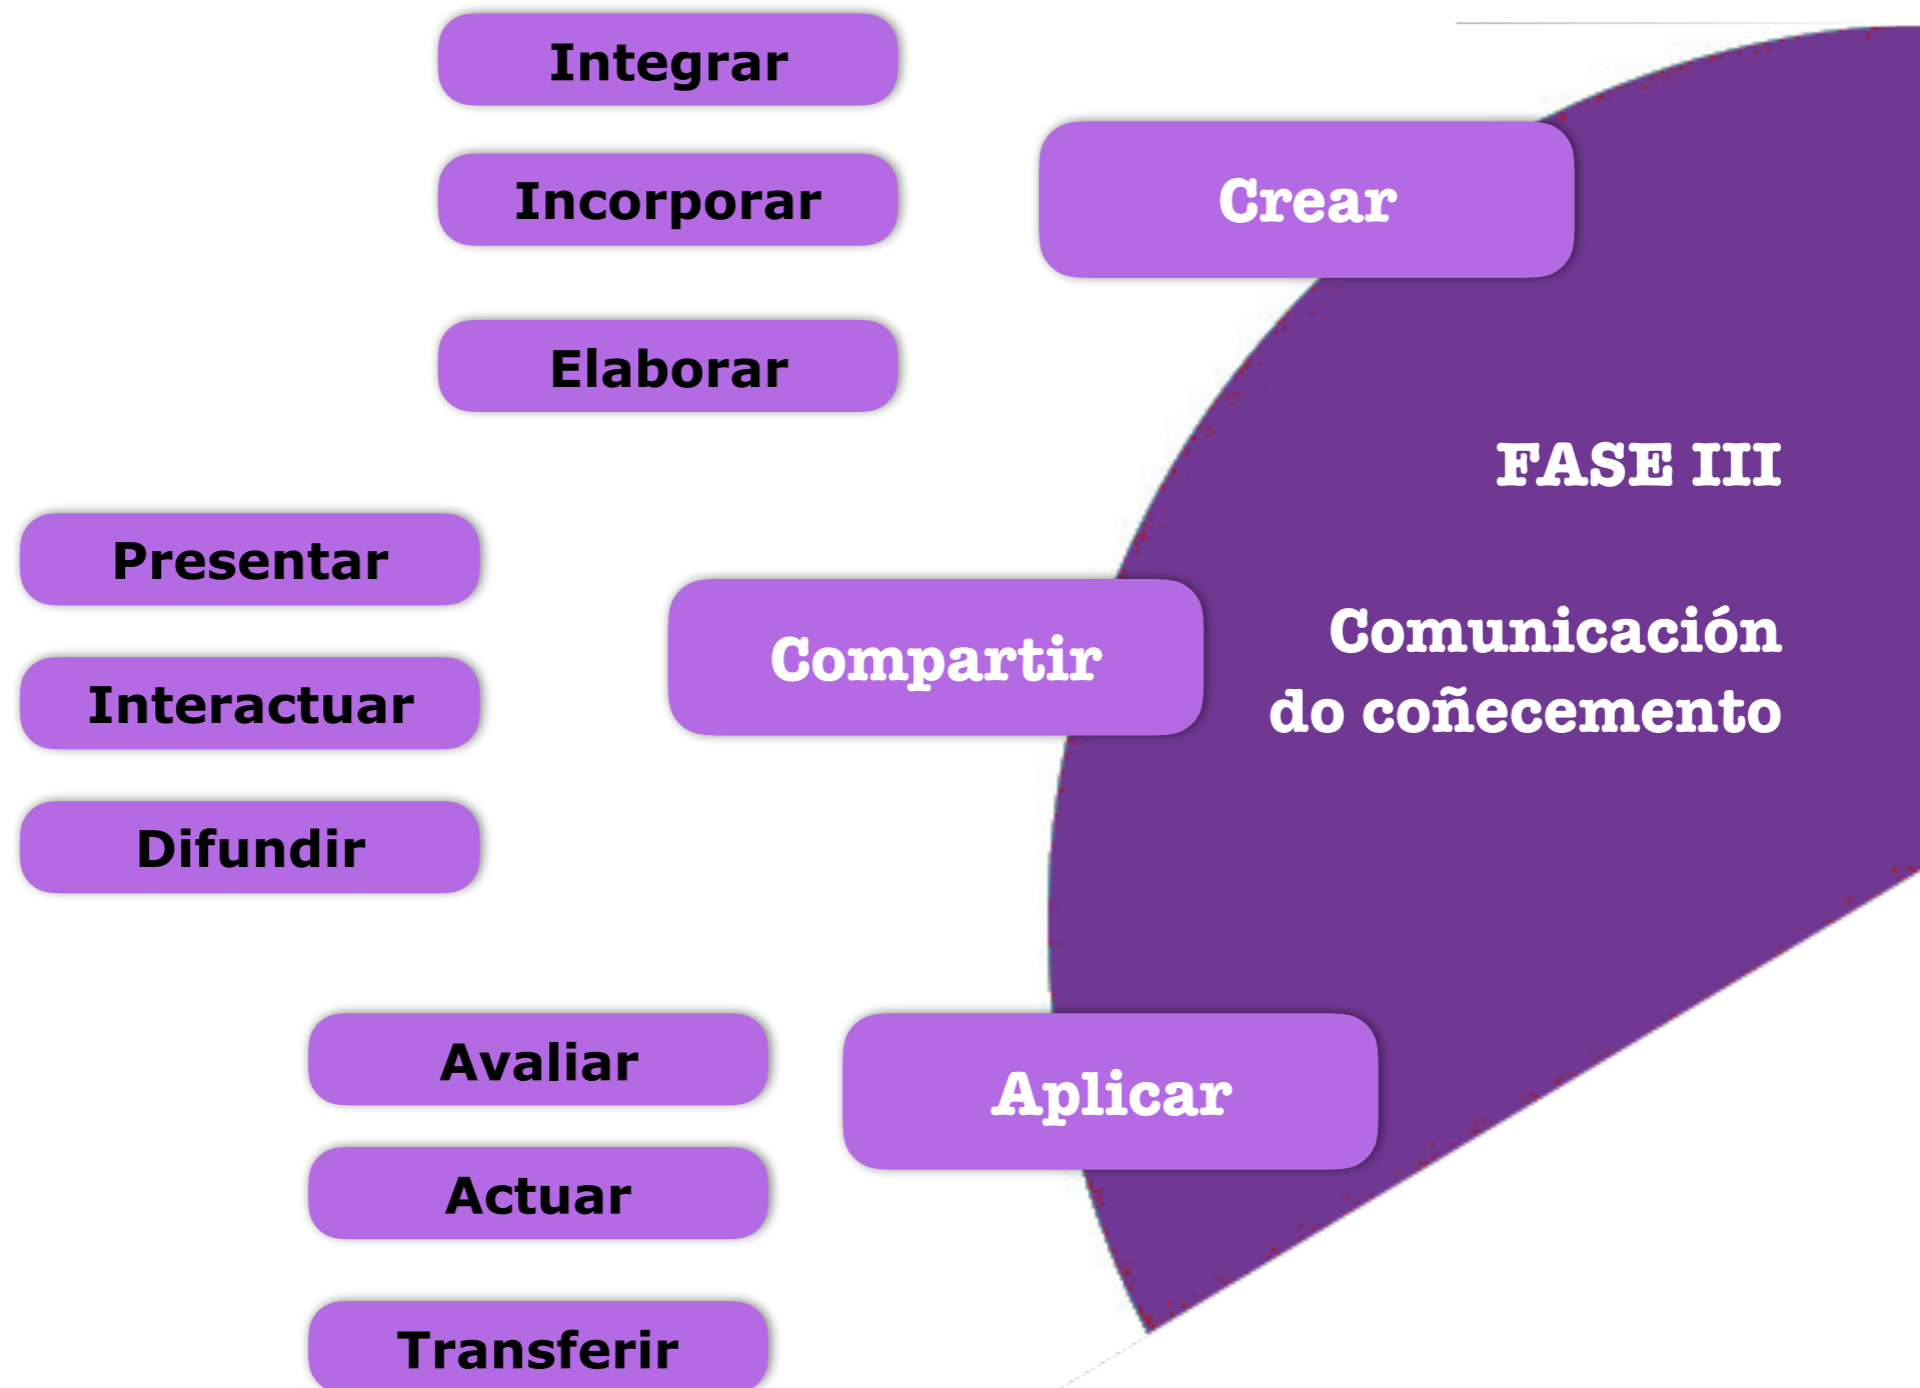 Integrar
Incorporar
Elaborar
Crear
FASE III
Comunicación
do coñecemento
Presentar
Interactuar
Difundir
Compartir
Avaliar
Actuar
Transferir
Aplicar